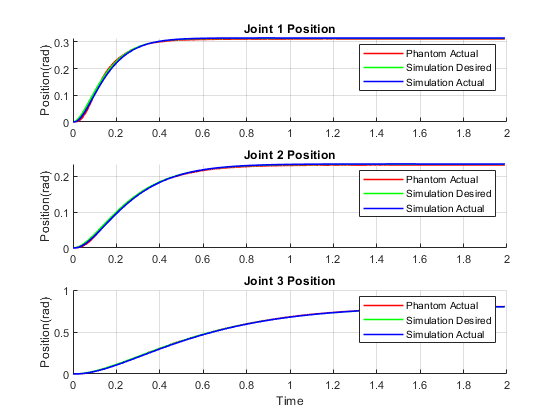 Joint 1 Position
Position(rad)
0.3
0.2
0.1
0
Phantom Actual
Simulation Desired
Simulation Actual
0 0.2 0.4 0.6 0.8 1 1.2 1.4 1.6 1.8 2
Joint 2 Position
Position(rad)
0.2
0.1
0
Phantom Actual
Simulation Desired
Simulation Actual
0 0.2 0.4 0.6 0.8 1 1.2 1.4 1.6 1.8 2
Joint 3 Position
Position(rad)
1
0.5
0
Phantom Actual
Simulation Desired
Simulation Actual
0 0.2 0.4 0.6 0.8 1 1.2 1.4 1.6 1.8 2
Time